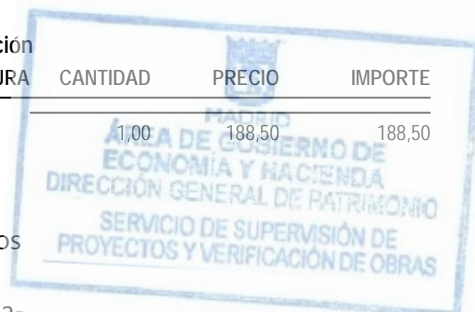 ción
URA CANTIDAD PRECIO IMPORTE
MADRID
1,00 188,50 188,50
ÁREA DE GOBIERNO DE
ECONOMÍA Y HACIENDA
DIRECCIÓN GENERAL DE PATRIMONIO
SERVICIO DE SUPERVISIÓN DE
OS
PROYECTOS Y VERIFICACIÓN DE OBRAS